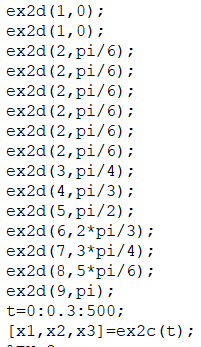 ex2d(1,0);
ex2d(1,0);
ex2d(2,pi/6);
ex2d(2,pi/6);
ex2d(2,pi/6);
ex2d(2,pi/6);
ex2d(2,pi/6);
ex2d(2,pi/6);
ex2d(3,pi/4);
ex2d(4,pi/3);
ex2d(5,pi/2);
ex2d(6,2*pi/3);
ex2d(7,3*pi/4);
ex2d(8,5*pi/6);
ex2d(9,pi);
t=0:0.3:500;
[x1,x2,x3]=ex2c(t);